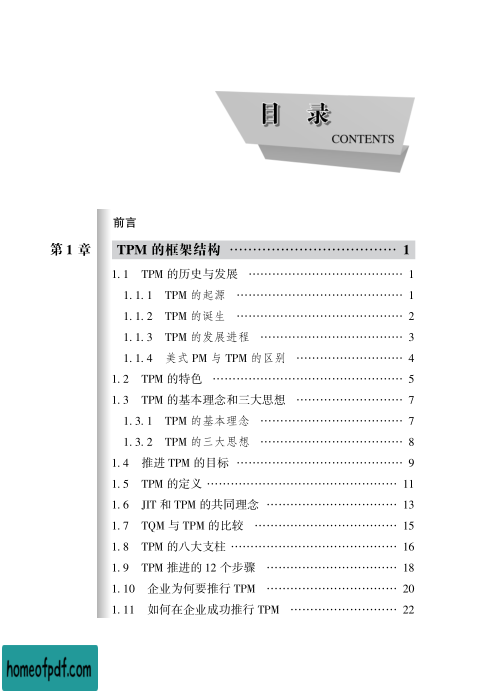 目 录
CONTENTS
前言
第 1 章 TPM 的框架结构 ………………………………… 1
1. 1 TPM 的历史与发展 ………………………………… 1
1. 1. 1 TPM 的起源 …………………………………… 1
1. 1. 2 TPM 的诞生 …………………………………… 2
1. 1. 3 TPM 的发展进程 ……………………………… 3
1. 1. 4 美式 PM 与 TPM 的区别 ……………………… 4
1. 2 TPM 的特色 ………………………………………… 5
1. 3 TPM 的基本理念和三大思想 ……………………… 7
1. 3. 1 TPM 的基本理念 ……………………………… 7
1. 3. 2 TPM 的三大思想 ……………………………… 8
1. 4 推进 TPM 的目标 …………………………………… 9
1. 5 TPM 的定义 ………………………………………… 11
1. 6 JIT 和 TPM 的共同理念 …………………………… 13
1. 7 TQM 与 TPM 的比较 ……………………………… 15
1. 8 TPM 的八大支柱 …………………………………… 16
1. 9 TPM 推进的 12 个步骤 …………………………… 18
1. 10 企业为何要推行 TPM …………………………… 20
1. 11 如何在企业成功推行 TPM ……………………… 22
homeofpdf.com